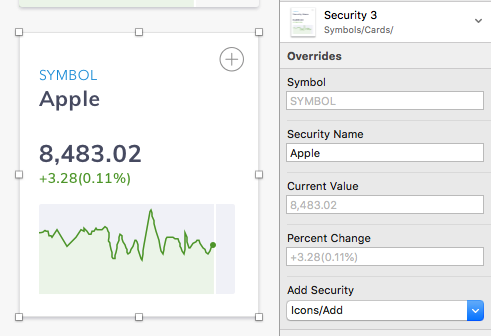 SYMBOL
Apple
8,483.02
+3.28(0.11%)
Security 3
Symbols/Cards/
Overrides
Symbol
SYMBOL
Security Name
Apple
Current Value
8,483.02
Percent Change
+3.28(0.11%)
Add Security
Icons/Add